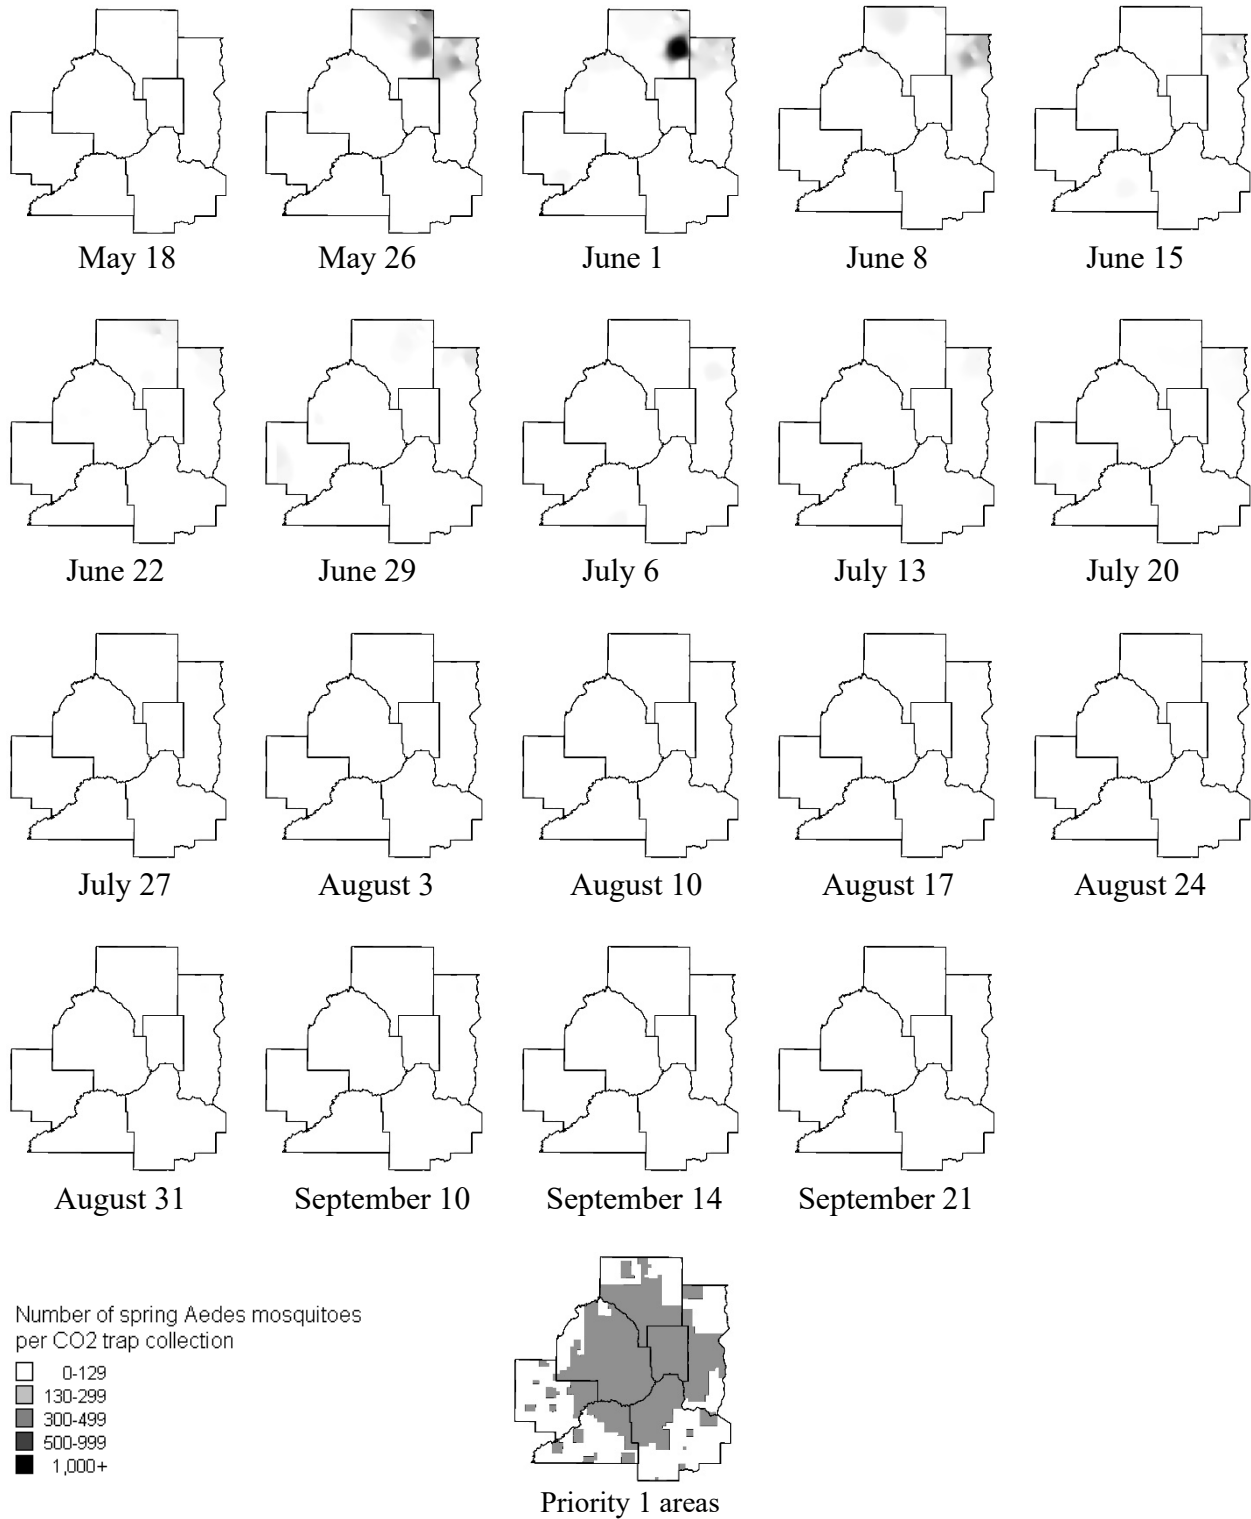 May 18
May 26
June 1
June 8
June 15
June 22
June 29
July 6
July 13
July 20
July 27
August 3
August 10
August 17
August 24
August 31
September 10
September 14
September 21
Number of spring Aedes mosquitoes
per CO2 trap collection
0-129
130-299
300-499
500-999
1,000+
Priority 1 areas